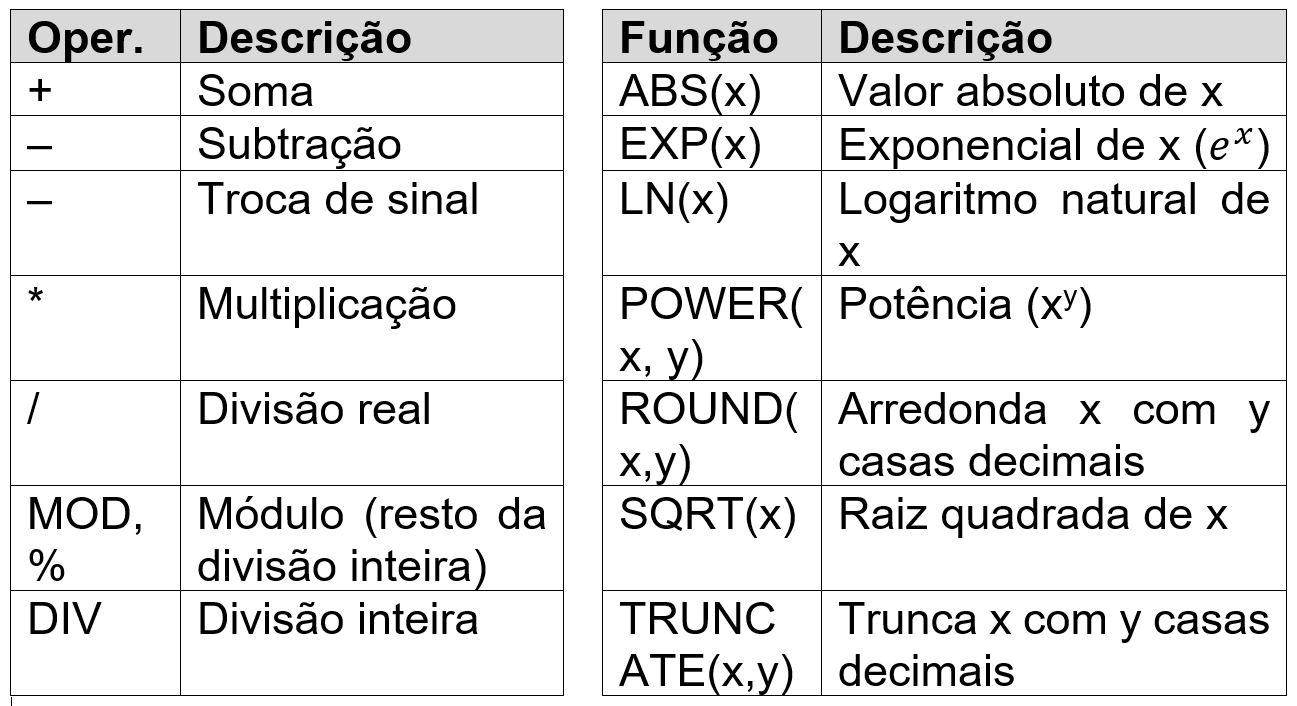 Oper. Descrição
+ Soma
– Subtração
– Troca de sinal
* Multiplicação
/ Divisão real
MOD, Módulo (resto da
% divisão inteira)
DIV Divisão inteira
Função Descrição
ABS(x) Valor absoluto de x
EXP(x) Exponencial de x (𝑒ˣ)
LN(x) Logaritmo natural de
x
POWER( Potência (xʸ)
x, y)
ROUND( Arredonda x com y
x,y) casas decimais
SQRT(x) Raiz quadrada de x
TRUNC Trunca x com y casas
ATE(x,y) decimais